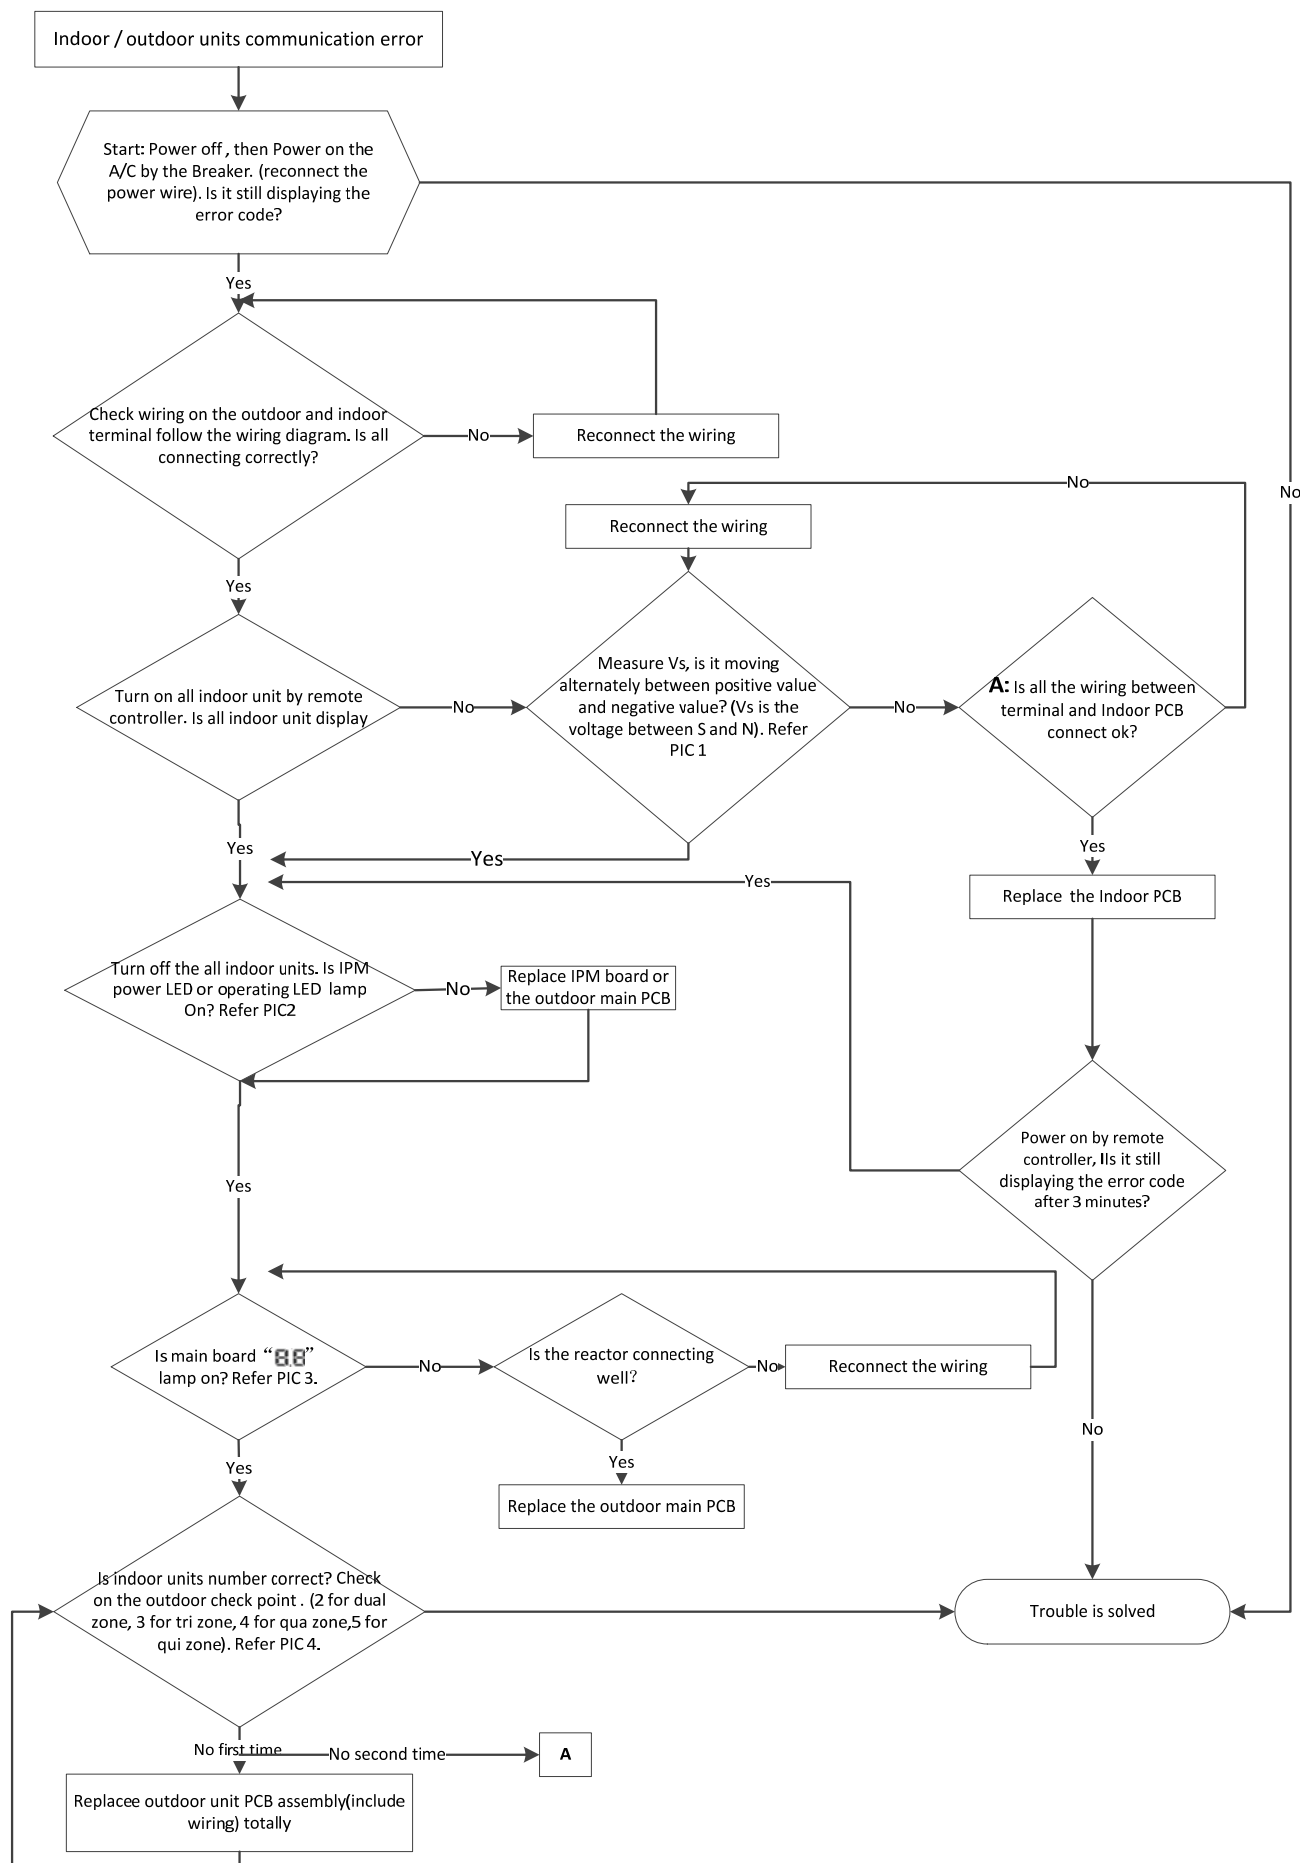 Indoor / outdoor units communication error
Start: Power off , then Power on the
A/C by the Breaker. (reconnect the
power wire). Is it still displaying the
error code?
Yes
No
Check wiring on the outdoor and indoor
terminal follow the wiring diagram. Is all
connecting correctly?
No
Reconnect the wiring
No
Reconnect the wiring
Yes
Turn on all indoor unit by remote
controller. Is all indoor unit display
No
Measure Vs, is it moving
alternately between positive value
and negative value? (Vs is the
voltage between S and N). Refer
PIC 1
No
A: Is all the wiring between
terminal and Indoor PCB
connect ok?
Yes
Yes
Yes
Yes
Replace the Indoor PCB
Turn off the all indoor units. Is IPM
power LED or operating LED lamp
On? Refer PIC2
No
Replace IPM board or
the outdoor main PCB
Yes
Power on by remote
controller, IIs it still
displaying the error code
after 3 minutes?
Is main board “8.8”
lamp on? Refer PIC 3.
No
Is the reactor connecting
well?
No
Reconnect the wiring
No
Yes
Yes
Replace the outdoor main PCB
Is indoor units number correct? Check
on the outdoor check point . (2 for dual
zone, 3 for tri zone, 4 for qua zone,5 for
qui zone). Refer PIC 4.
Trouble is solved
No first time
No second time
A
Replacee outdoor unit PCB assembly(include
wiring) totally